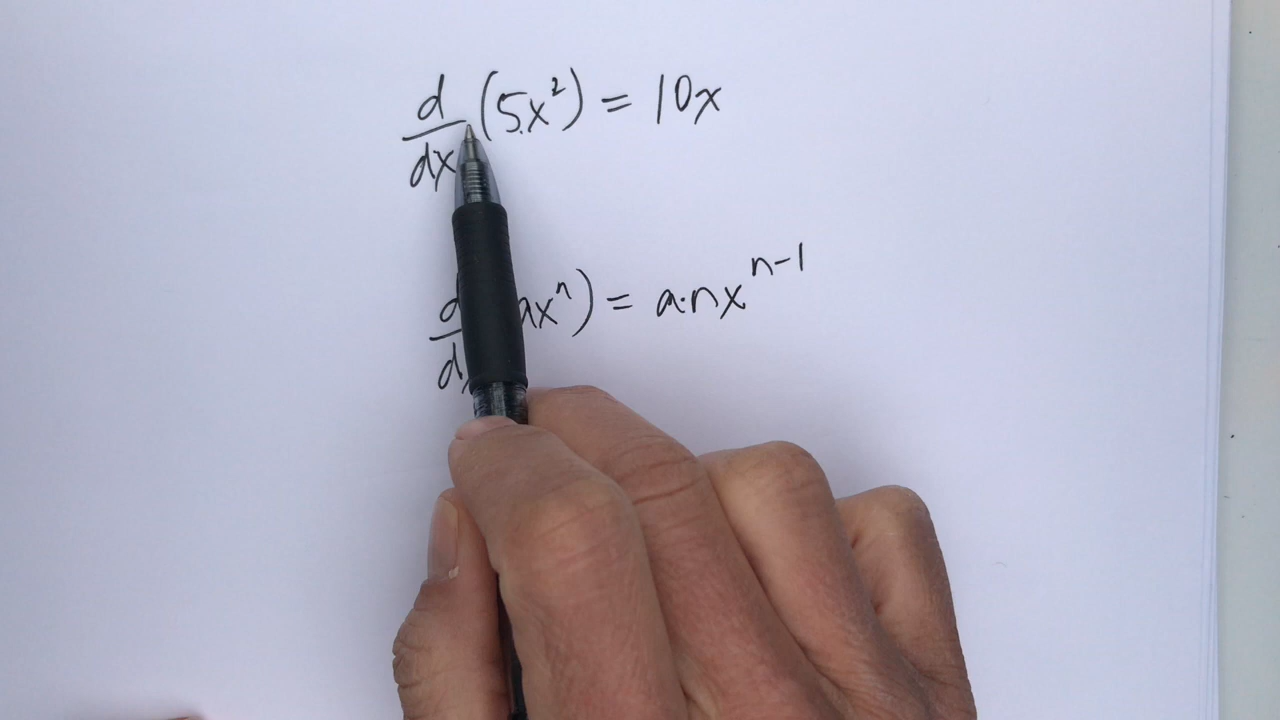 d/dx (5x²) = 10x
d/d ax^n) = a·nx^(n-1)